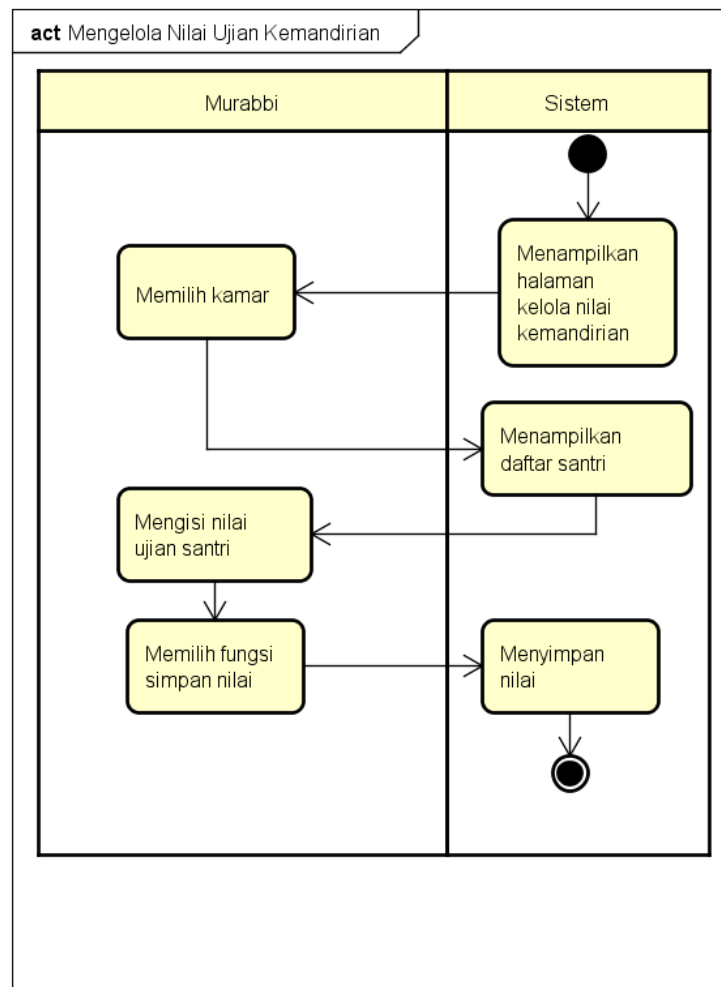 act Mengelola Nilai Ujian Kemandirian
Murabbi
Sistem
Menampilkan
halaman
kelola nilai
kemandirian
Memilih kamar
Menampilkan
daftar santri
Mengisi nilai
ujian santri
Memilih fungsi
simpan nilai
Menyimpan
nilai